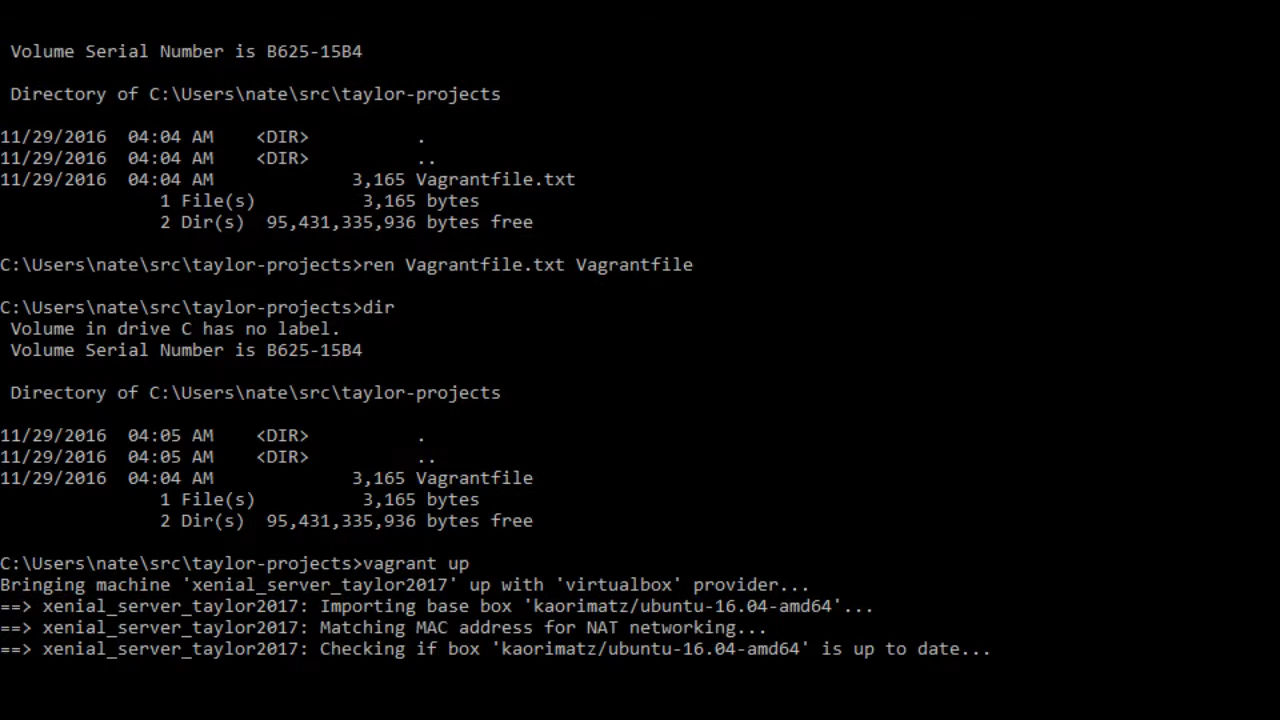 Volume Serial Number is B625-15B4
Directory of C:\Users\nate\src\taylor-projects
11/29/2016  04:04 AM    <DIR>          .
11/29/2016  04:04 AM    <DIR>          ..
11/29/2016  04:04 AM             3,165 Vagrantfile.txt
               1 File(s)          3,165 bytes
               2 Dir(s)  95,431,335,936 bytes free
C:\Users\nate\src\taylor-projects>ren Vagrantfile.txt Vagrantfile
C:\Users\nate\src\taylor-projects>dir
 Volume in drive C has no label.
 Volume Serial Number is B625-15B4
 Directory of C:\Users\nate\src\taylor-projects
11/29/2016  04:05 AM    <DIR>          .
11/29/2016  04:05 AM    <DIR>          ..
11/29/2016  04:04 AM             3,165 Vagrantfile
               1 File(s)          3,165 bytes
               2 Dir(s)  95,431,335,936 bytes free
C:\Users\nate\src\taylor-projects>vagrant up
Bringing machine 'xenial_server_taylor2017' up with 'virtualbox' provider...
==> xenial_server_taylor2017: Importing base box 'kaorimatz/ubuntu-16.04-amd64'...
==> xenial_server_taylor2017: Matching MAC address for NAT networking...
==> xenial_server_taylor2017: Checking if box 'kaorimatz/ubuntu-16.04-amd64' is up to date...